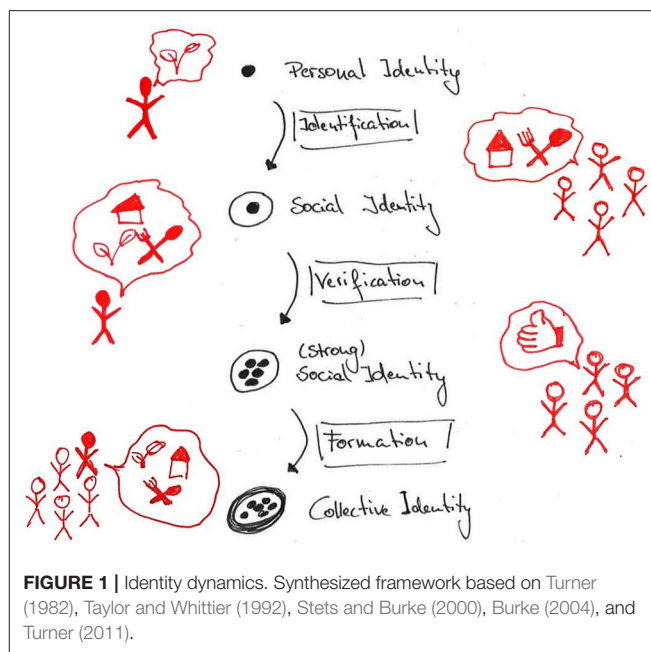 Personal Identity
Identification
Social Identity
Verification
(strong)
Social Identity
Formation
Collective Identity
FIGURE 1 | Identity dynamics. Synthesized framework based on Turner
(1982), Taylor and Whittier (1992), Stets and Burke (2000), Burke (2004), and
Turner (2011).